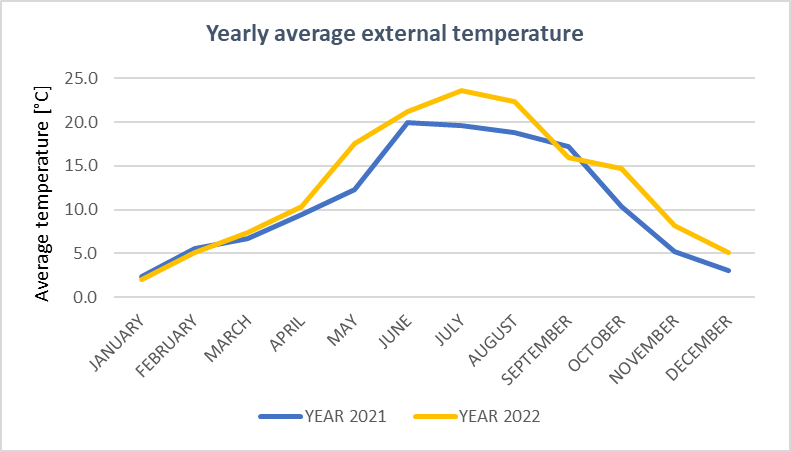 Yearly average external temperature
Average temperature [°C]
25.0
20.0
15.0
10.0
5.0
0.0
JANUARY
FEBRUARY
MARCH
APRIL
MAY
JUNE
JULY
AUGUST
SEPTEMBER
OCTOBER
NOVEMBER
DECEMBER
YEAR 2021
YEAR 2022